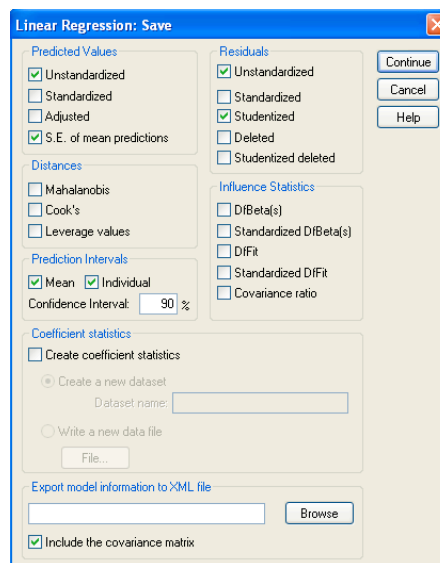 Linear Regression: Save
Predicted Values
Unstandardized
Standardized
Adjusted
S.E. of mean predictions
Distances
Mahalanobis
Cook's
Leverage values
Prediction Intervals
Mean Individual
Confidence Interval: 90 %
Residuals
Unstandardized
Standardized
Studentized
Deleted
Studentized deleted
Influence Statistics
DfBeta(s)
Standardized DfBeta(s)
DfFit
Standardized DfFit
Covariance ratio
Continue
Cancel
Help
Coefficient statistics
Create coefficient statistics
Create a new dataset
Dataset name:
Write a new data file
File...
Export model information to XML file
Browse
Include the covariance matrix